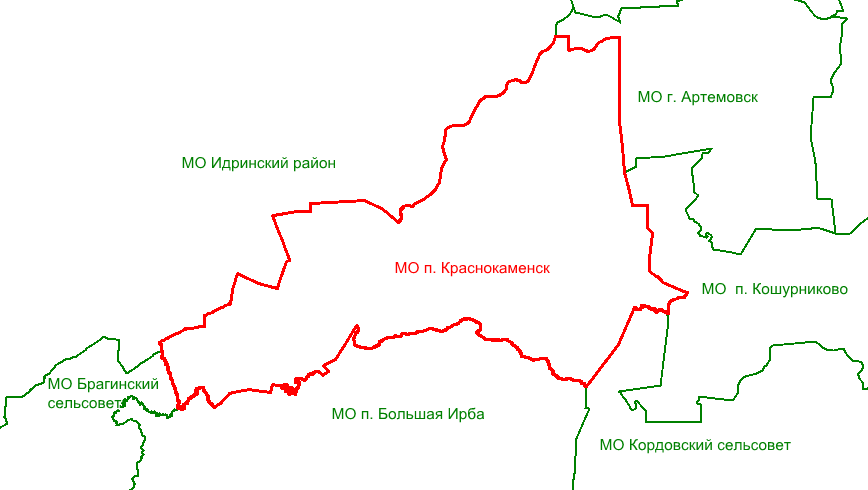 МО г. Артемовск
МО Идринский район
МО п. Краснокаменск
МО п. Кошурниково
МО Брагинский
сельсовет
МО п. Большая Ирба
МО Кордовский сельсовет